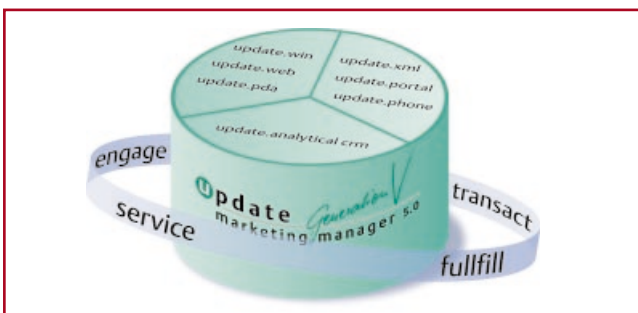 update.win
update.web
update.pda
update.xml
update.portal
update.phone
update.analytical crm
engage
service
update Generation V
marketing manager 5.0
transact
fullfill